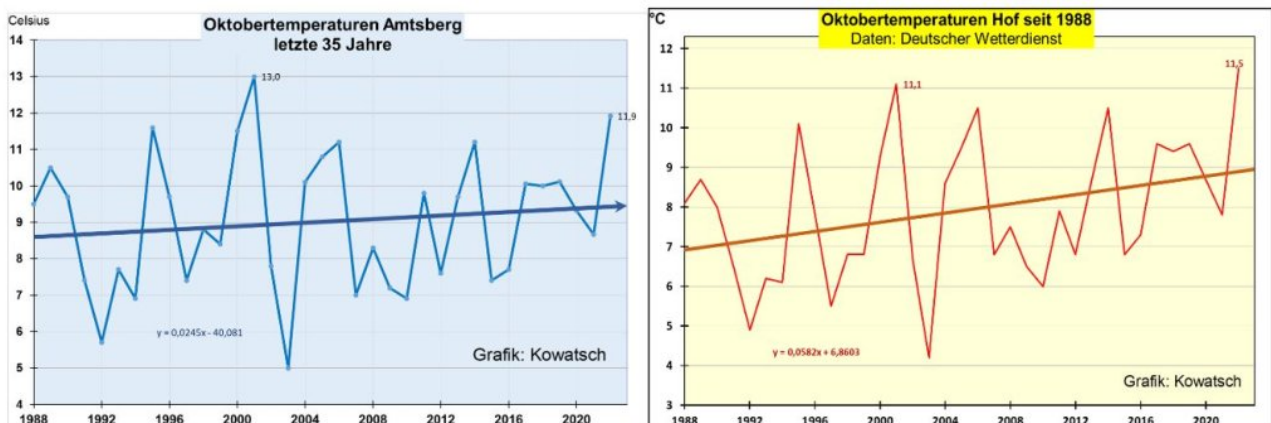 Celsius
Oktobertemperaturen Amtsberg
letzte 35 Jahre
14
13
12
11
10
9
8
7
6
5
4
13,0
11,9
y = 0,0245x - 40,081
Grafik: Kowatsch
1988 1992 1996 2000 2004 2008 2012 2016 2020
°C
Oktobertemperaturen Hof seit 1988
Daten: Deutscher Wetterdienst
12
11
10
9
8
7
6
5
4
3
11,1
11,5
y = 0,0582x + 6,8603
Grafik: Kowatsch
1988 1992 1996 2000 2004 2008 2012 2016 2020